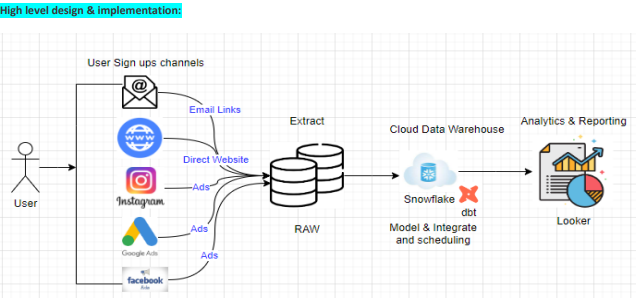 High level design & implementation:
User Sign ups channels
@
Email Links
www
Direct Website
Instagram
Ads
Google Ads
Ads
facebook
Ads
Ads
User
Extract
RAW
Cloud Data Warehouse
Snowflake
dbt
Model & Integrate
and scheduling
Analytics & Reporting
Looker